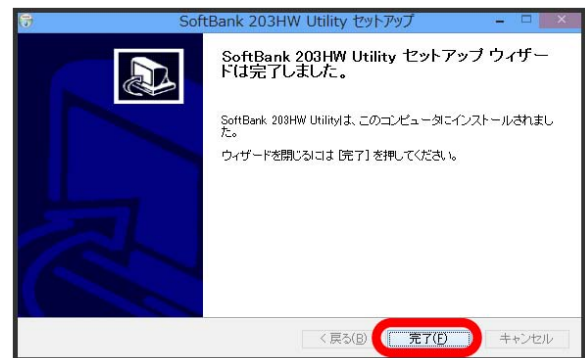 SoftBank 203HW Utility セットアップ
SoftBank 203HW Utility セットアップ ウィザー
ドは完了しました。
SoftBank 203HW Utilityは、このコンピュータにインストールされまし
た。
ウィザードを閉じるには [完了] を押してください。
< 戻る(B)
完了(F)
キャンセル